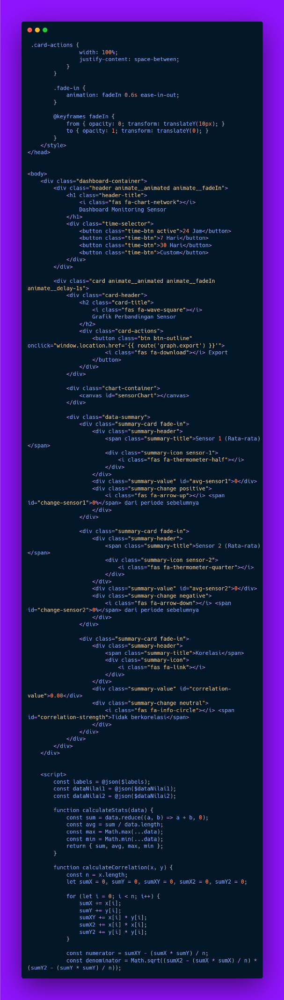 .card-actions {
width: 100%;
justify-content: space-between;
}
}
.fade-in {
animation: fadeIn 0.6s ease-in-out;
}
@keyframes fadeIn {
from { opacity: 0; transform: translateY(10px); }
to { opacity: 1; transform: translateY(0); }
}
</style>
</head>
<body>
<div class="dashboard-container">
<div class="header animate__animated animate__fadeIn">
<h1 class="header-title">
<i class="fas fa-chart-network"></i>
Dashboard Monitoring Sensor
</h1>
<div class="time-selector">
<button class="time-btn active">24 Jam</button>
<button class="time-btn">7 Hari</button>
<button class="time-btn">30 Hari</button>
<button class="time-btn">Custom</button>
</div>
</div>
<div class="card animate__animated animate__fadeIn
animate__delay-1s">
<div class="card-header">
<h2 class="card-title">
<i class="fas fa-wave-square"></i>
Grafik Perbandingan Sensor
</h2>
<div class="card-actions">
<button class="btn btn-outline"
onclick="window.location.href='{{ route('graph.export') }}'">
<i class="fas fa-download"></i> Export
</button>
</div>
</div>
<div class="chart-container">
<canvas id="sensorChart"></canvas>
</div>
<div class="data-summary">
<div class="summary-card fade-in">
<div class="summary-header">
<span class="summary-title">Sensor 1 (Rata-rata)
</span>
<div class="summary-icon sensor-1">
<i class="fas fa-thermometer-half"></i>
</div>
</div>
<div class="summary-value" id="avg-sensor1">0</div>
<div class="summary-change positive">
<i class="fas fa-arrow-up"></i> <span
id="change-sensor1">0%</span> dari periode sebelumnya
</div>
</div>
<div class="summary-card fade-in">
<div class="summary-header">
<span class="summary-title">Sensor 2 (Rata-rata)
</span>
<div class="summary-icon sensor-2">
<i class="fas fa-thermometer-quarter"></i>
</div>
</div>
<div class="summary-value" id="avg-sensor2">0</div>
<div class="summary-change negative">
<i class="fas fa-arrow-down"></i> <span
id="change-sensor2">0%</span> dari periode sebelumnya
</div>
</div>
<div class="summary-card fade-in">
<div class="summary-header">
<span class="summary-title">Korelasi</span>
<div class="summary-icon">
<i class="fas fa-link"></i>
</div>
</div>
<div class="summary-value" id="correlation-
value">0.00</div>
<div class="summary-change neutral">
<i class="fas fa-info-circle"></i> <span
id="correlation-strength">Tidak berkorelasi</span>
</div>
</div>
</div>
</div>
</div>
<script>
const labels = @json($labels);
const dataNilai1 = @json($dataNilai1);
const dataNilai2 = @json($dataNilai2);
function calculateStats(data) {
const sum = data.reduce((a, b) => a + b, 0);
const avg = sum / data.length;
const max = Math.max(...data);
const min = Math.min(...data);
return { sum, avg, max, min };
}
function calculateCorrelation(x, y) {
const n = x.length;
let sumX = 0, sumY = 0, sumXY = 0, sumX2 = 0, sumY2 = 0;
for (let i = 0; i < n; i++) {
sumX += x[i];
sumY += y[i];
sumXY += x[i] * y[i];
sumX2 += x[i] * x[i];
sumY2 += y[i] * y[i];
}
const numerator = sumXY - (sumX * sumY) / n;
const denominator = Math.sqrt((sumX2 - (sumX * sumX) / n) *
(sumY2 - (sumY * sumY) / n));